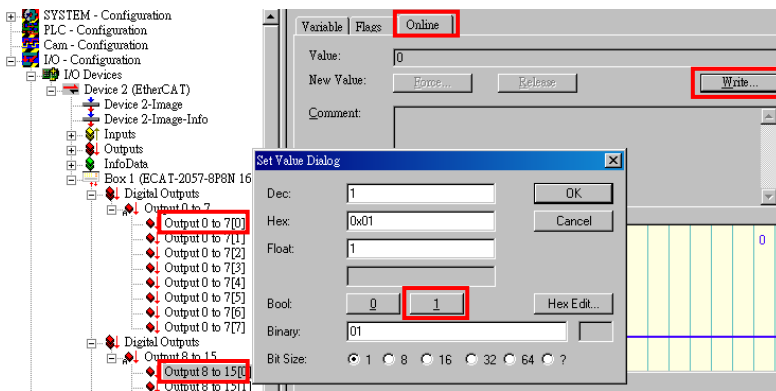 SYSTEM - Configuration
PLC - Configuration
Cam - Configuration
I/O - Configuration
I/O Devices
Device 2 (EtherCAT)
Device 2-Image
Device 2-Image-Info
Inputs
Outputs
InfoData
Box 1 (ECAT-2057-8P8N 16
Digital Outputs
Output 0 to 7
Output 0 to 7[0]
Output 0 to 7[1]
Output 0 to 7[2]
Output 0 to 7[3]
Output 0 to 7[4]
Output 0 to 7[5]
Output 0 to 7[6]
Output 0 to 7[7]
Digital Outputs
Output 8 to 15
Output 8 to 15[0]
Output 8 to 15[1]
Variable Flags Online
Value: 0
New Value: Force... Release Write...
Comment:
Set Value Dialog
Dec: 1 OK
Hex: 0x01 Cancel
Float: 1
Bool: 0 1 Hex Edit...
Binary: 01
Bit Size: 1 8 16 32 64 ?
0